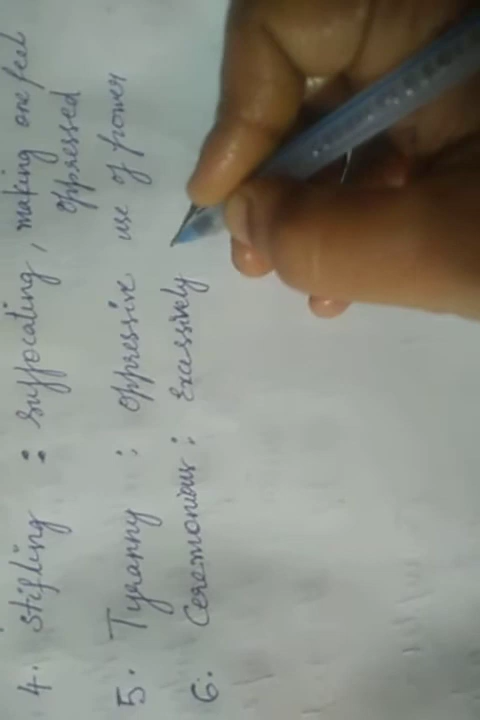 4. Stifling : suffocating, making one feel
oppressed
5. Tyranny : oppressive use of power
6. Ceremonious : Excessively